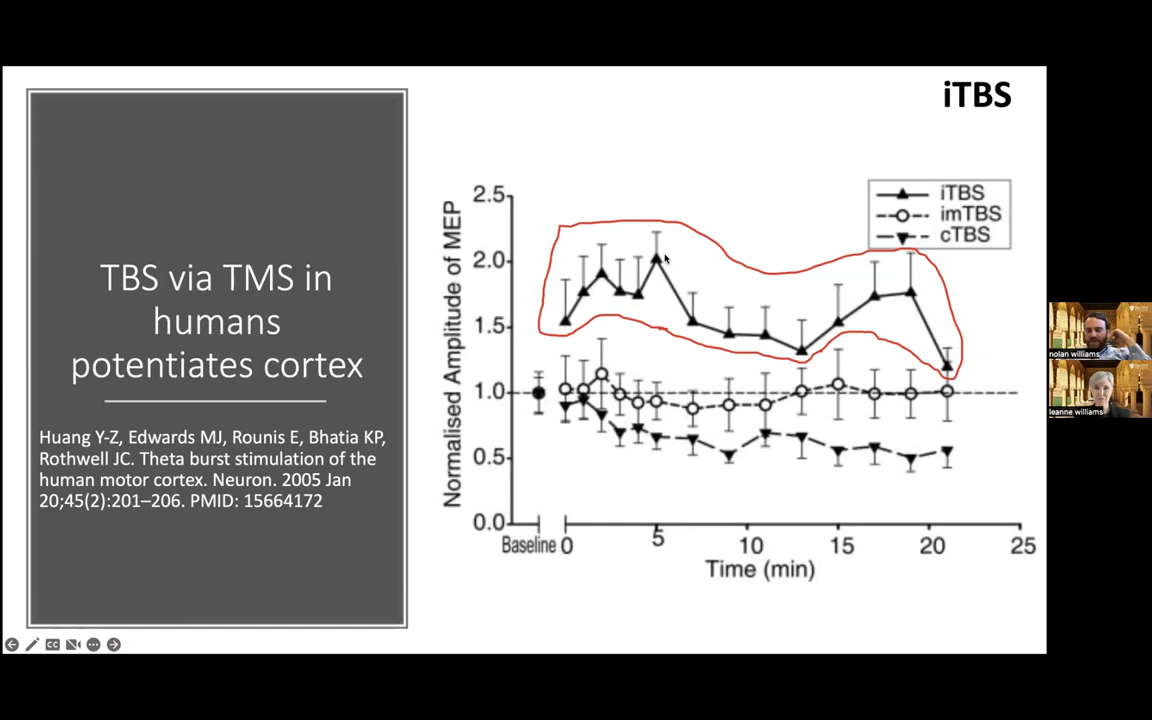 iTBS
TBS via TMS in
humans
potentiates cortex
Huang Y-Z, Edwards MJ, Rounis E, Bhatia KP,
Rothwell JC. Theta burst stimulation of the
human motor cortex. Neuron. 2005 Jan
20;45(2):201–206. PMID: 15664172
Normalised Amplitude of MEP
2.5
2.0
1.5
1.0
0.5
0.0
iTBS
imTBS
cTBS
Baseline 0 5 10 15 20 25
Time (min)
nolan williams
leanne williams
CC